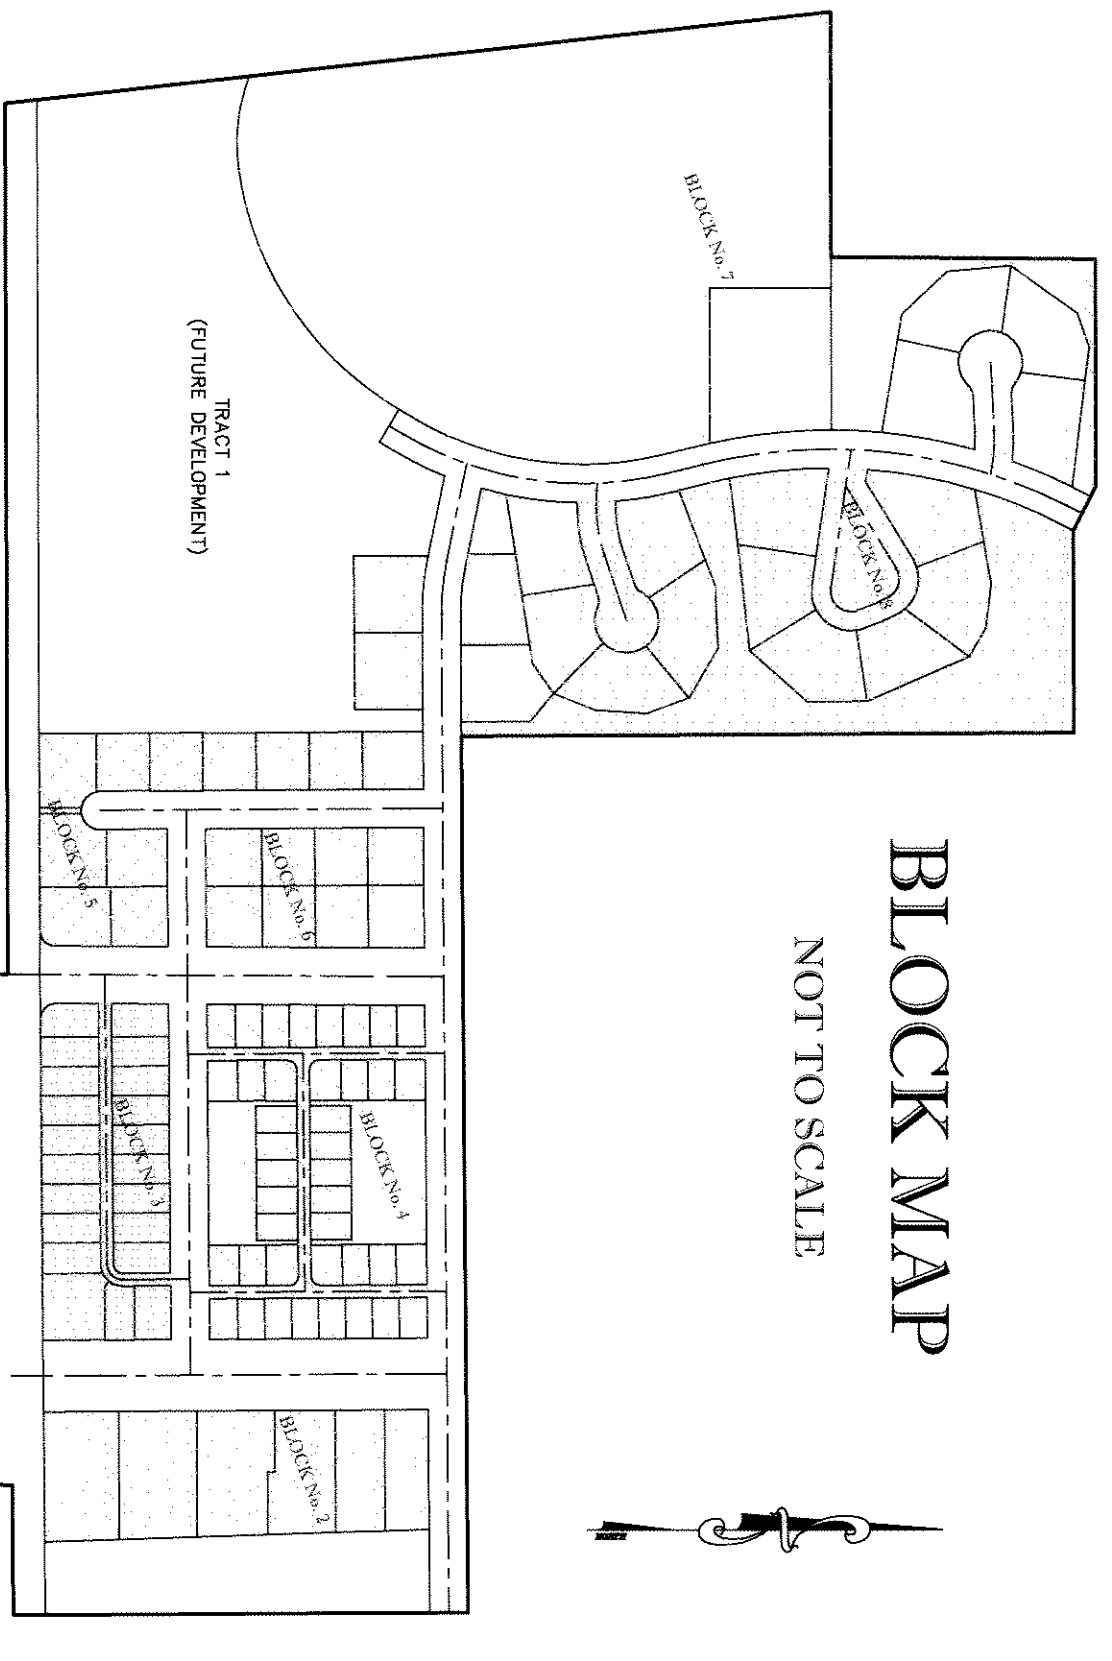 BLOCK MAP
NOT TO SCALE
BLOCK No. 7
TRACT 1
(FUTURE DEVELOPMENT)
BLOCK No. 8
BLOCK No. 5
BLOCK No. 6
BLOCK No. 3
BLOCK No. 4
BLOCK No. 2
NORTH